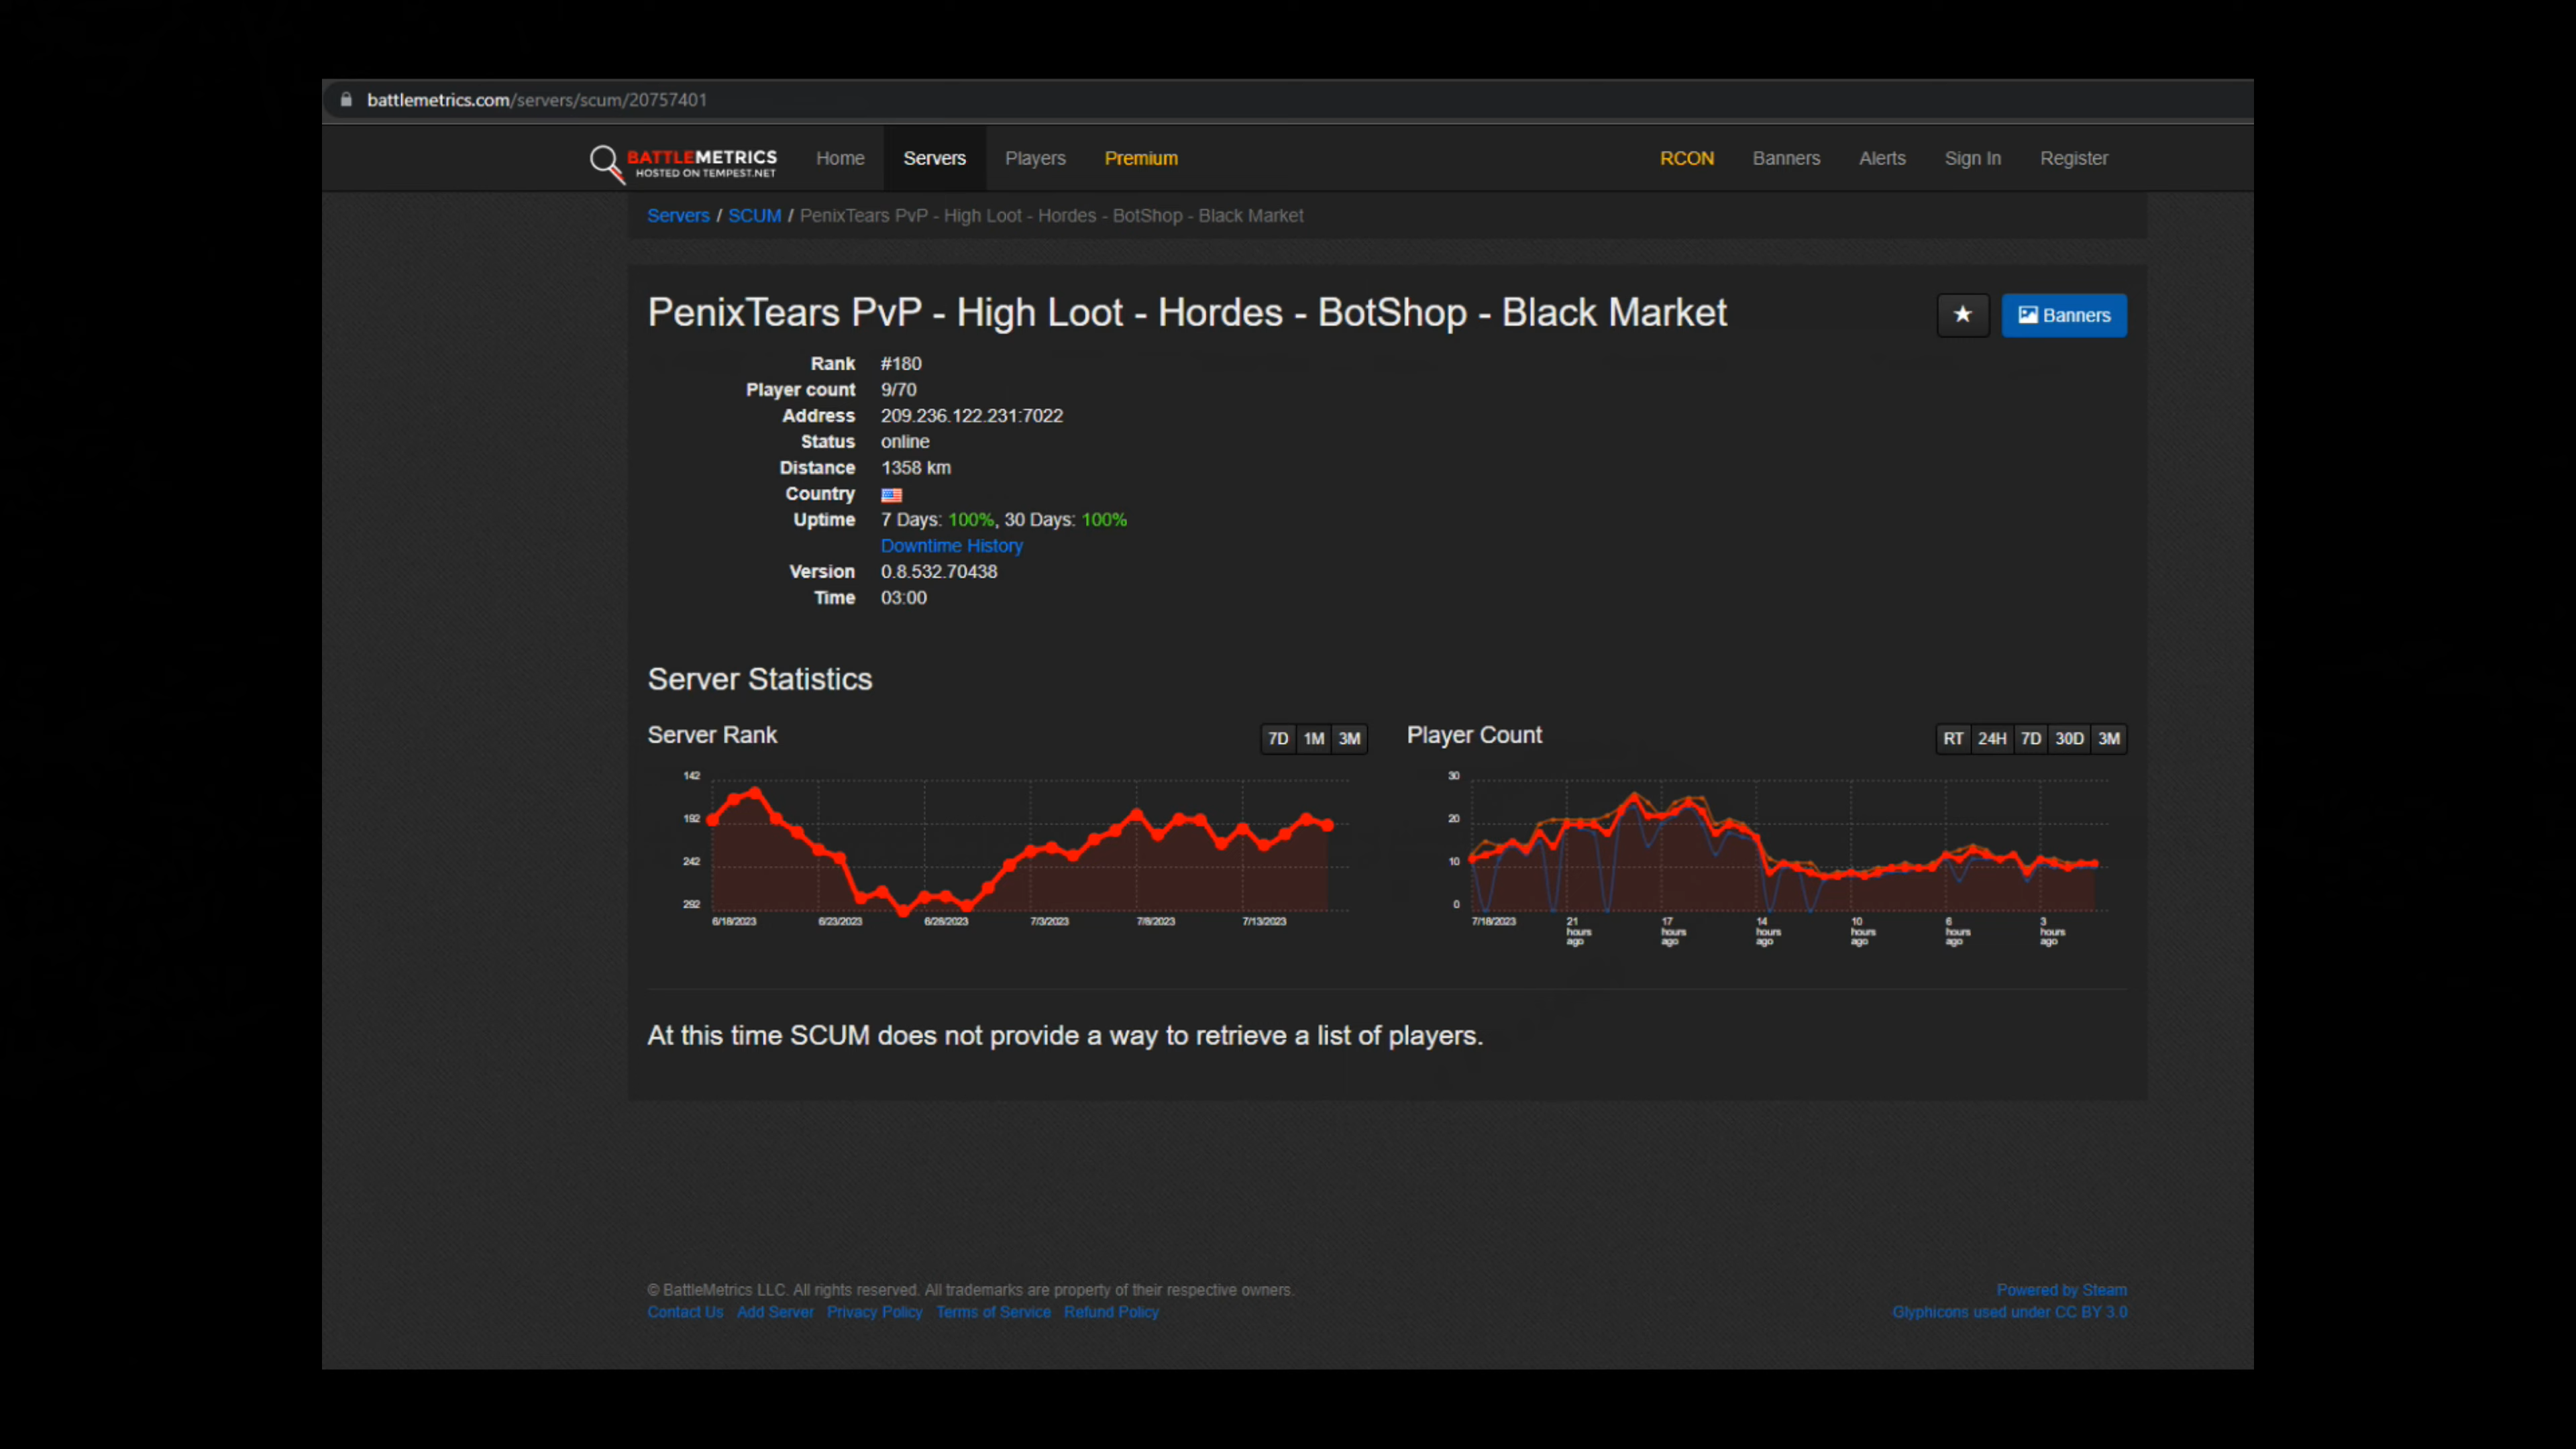 battlemetrics.com/servers/scum/20757401
BATTLEMETRICS
HOSTED ON TEMPEST.NET
Home Servers Players Premium RCON Banners Alerts Sign In Register
Servers / SCUM / PenixTears PvP - High Loot - Hordes - BotShop - Black Market
PenixTears PvP - High Loot - Hordes - BotShop - Black Market
Banners
Rank #180
Player count 9/70
Address 209.236.122.231:7022
Status online
Distance 1358 km
Country
Uptime 7 Days: 100%, 30 Days: 100%
Downtime History
Version 0.8.532.70438
Time 03:00
Server Statistics
Server Rank 7D 1M 3M
142
192
242
292
6/18/2023 6/23/2023 6/28/2023 7/3/2023 7/8/2023 7/13/2023
Player Count RT 24H 7D 30D 3M
30
20
10
0
7/18/2023 21 hours ago 17 hours ago 14 hours ago 10 hours ago 6 hours ago 3 hours ago
At this time SCUM does not provide a way to retrieve a list of players.
© BattleMetrics LLC. All rights reserved. All trademarks are property of their respective owners.
Contact Us Add Server Privacy Policy Terms of Service Refund Policy
Powered by Steam
Glyphicons used under CC BY 3.0